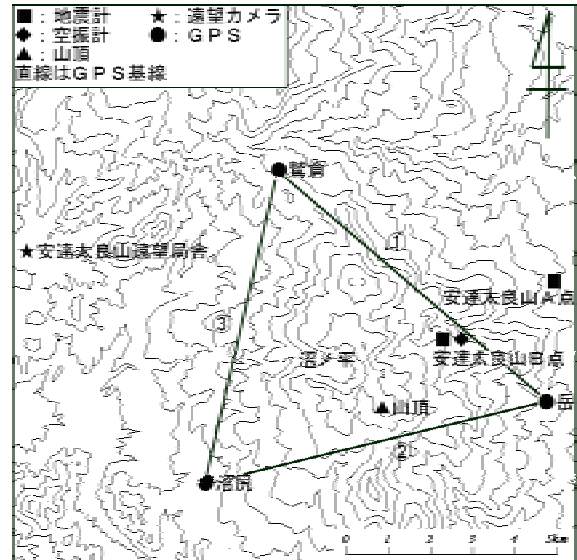 ■：地震計　★：遠望カメラ
◆：空振計　●：ＧＰＳ
▲：山頂
直線はＧＰＳ基線
鷲倉
①
★安達太良山遠望局舎
安達太良山Ａ点
③
沼ノ平
安達太良山Ｂ点
山頂
岳
②
沼尻
0 1 2 3 4 5km